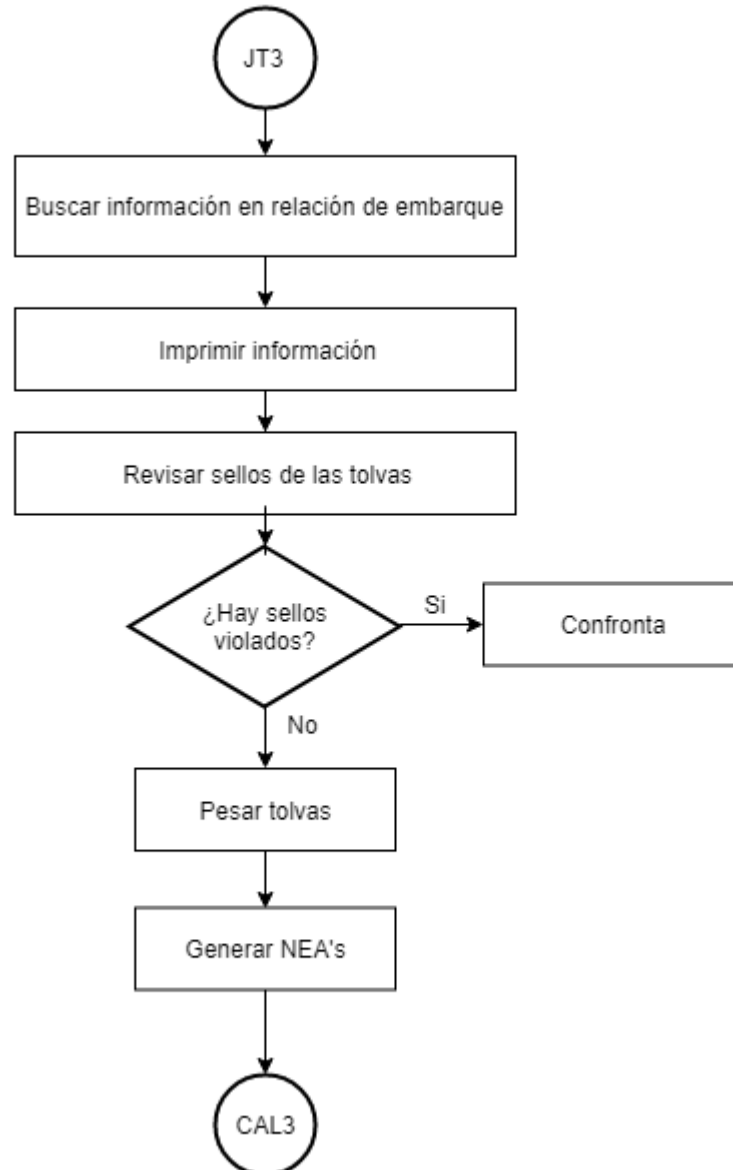 JT3
Buscar información en relación de embarque
Imprimir información
Revisar sellos de las tolvas
¿Hay sellos
violados?
Si
Confronta
No
Pesar tolvas
Generar NEA's
CAL3